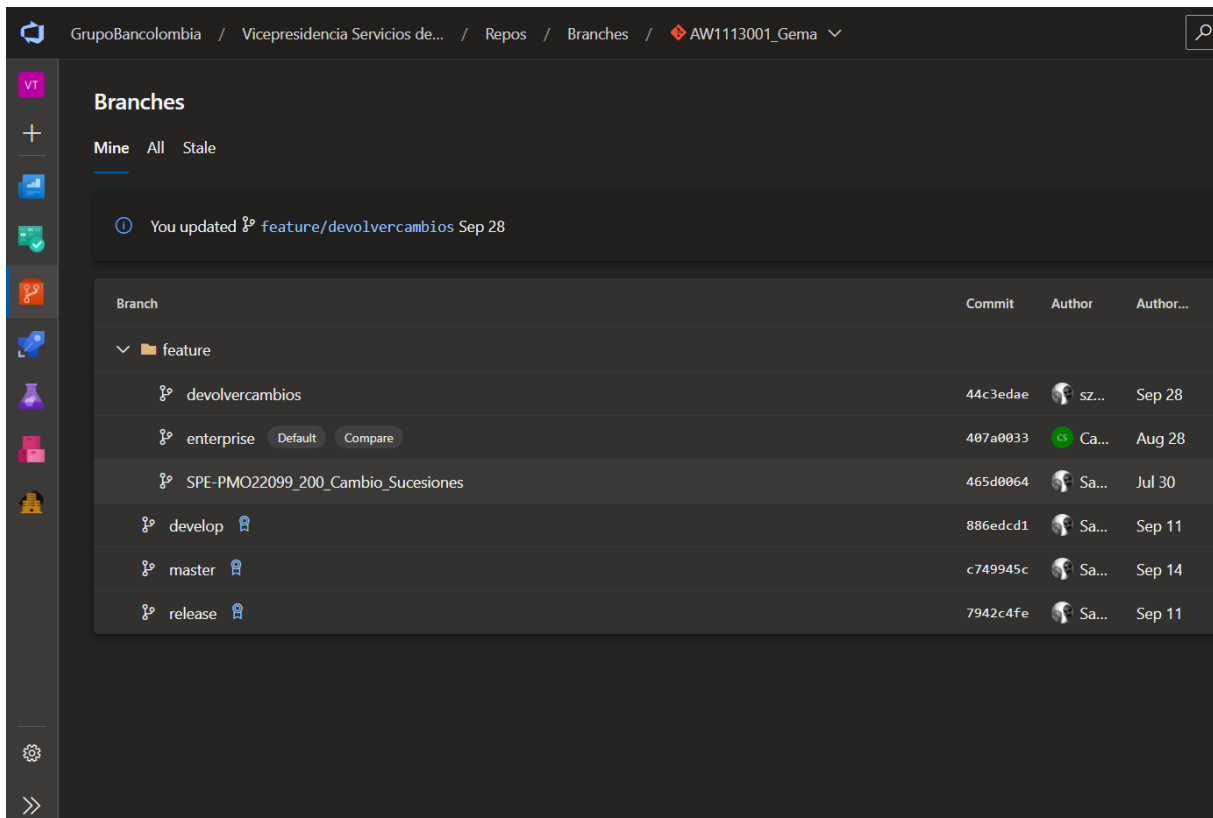 GrupoBancolombia / Vicepresidencia Servicios de... / Repos / Branches / AW1113001_Gema
VT
Branches
Mine All Stale
You updated feature/devolvercambios Sep 28
Branch Commit Author Author...
feature
devolvercambios 44c3edae sz... Sep 28
enterprise Default Compare 407a0033 CS Ca... Aug 28
SPE-PMO22099_200_Cambio_Sucesiones 465d0064 Sa... Jul 30
develop 886edcd1 Sa... Sep 11
master c749945c Sa... Sep 14
release 7942c4fe Sa... Sep 11